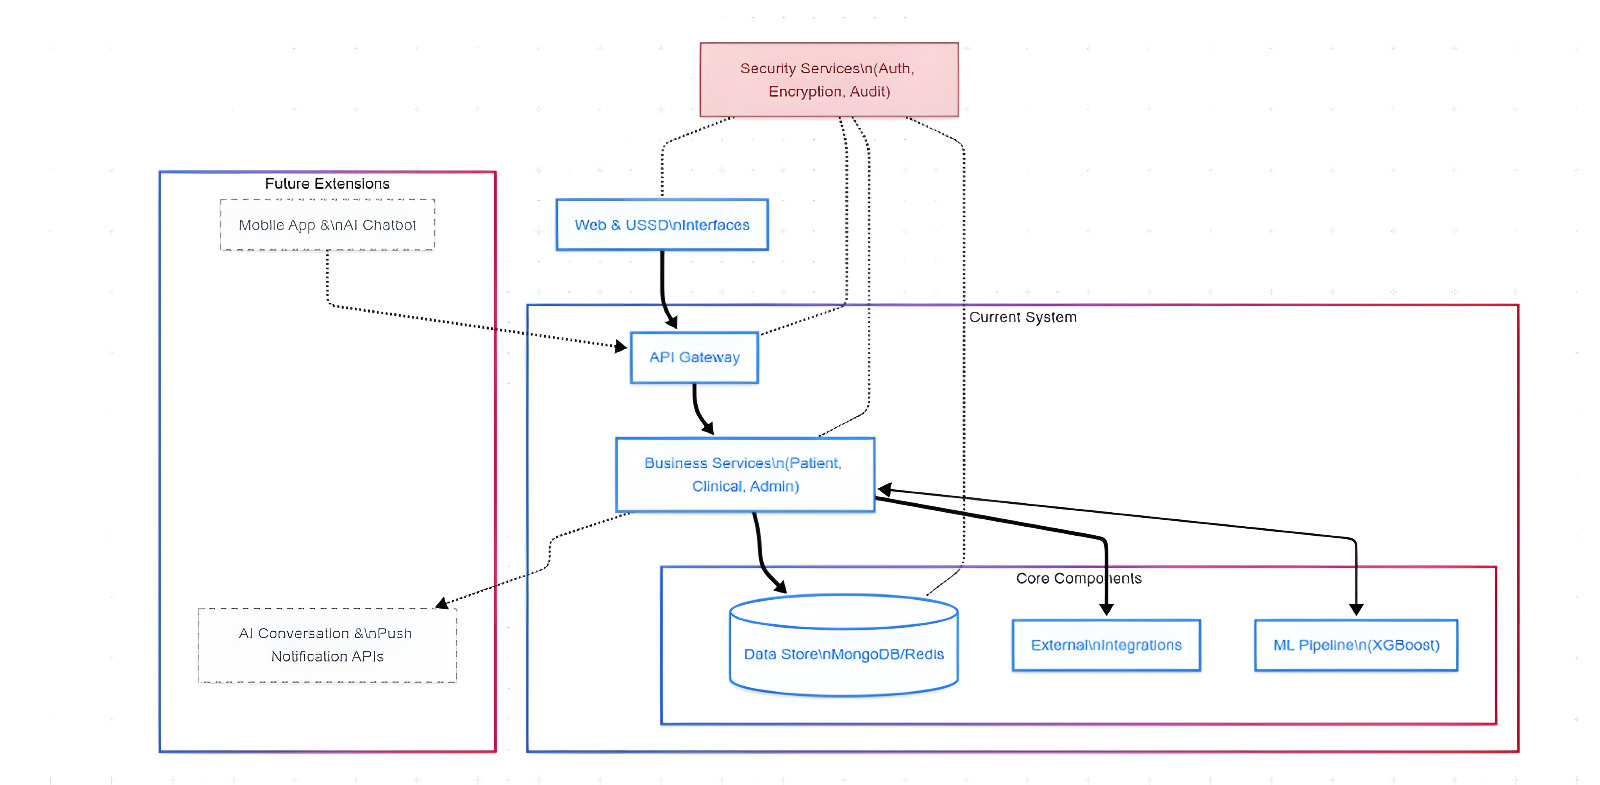 Security Services\n(Auth,
Encryption, Audit)
Future Extensions
Mobile App &\nAI Chatbot
Web & USSD\nInterfaces
Current System
API Gateway
Business Services\n(Patient,
Clinical, Admin)
Core Components
AI Conversation &\nPush
Notification APIs
Data Store\nMongoDB/Redis
External\nIntegrations
ML Pipeline\n(XGBoost)